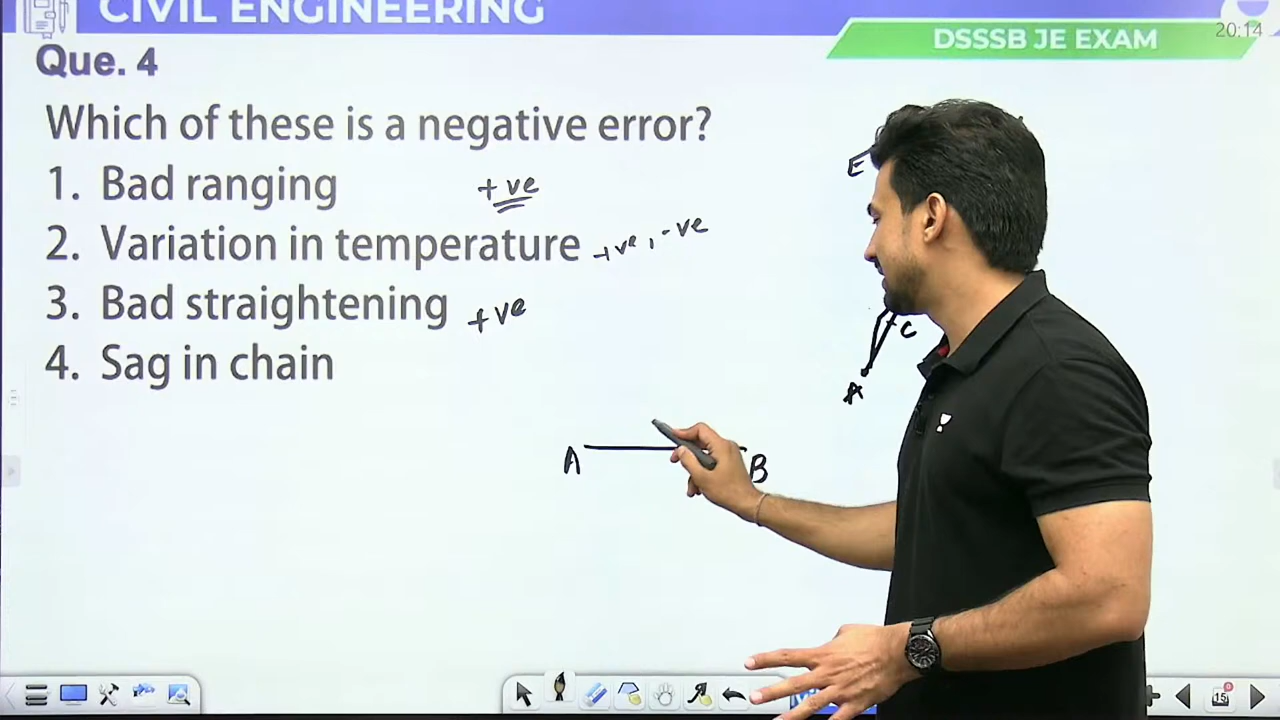 CIVIL ENGINEERING
DSSSB JE EXAM
20:14
Que. 4
Which of these is a negative error?
1. Bad ranging +ve
2. Variation in temperature +ve, -ve
3. Bad straightening +ve
4. Sag in chain
E
C
A
A B
15